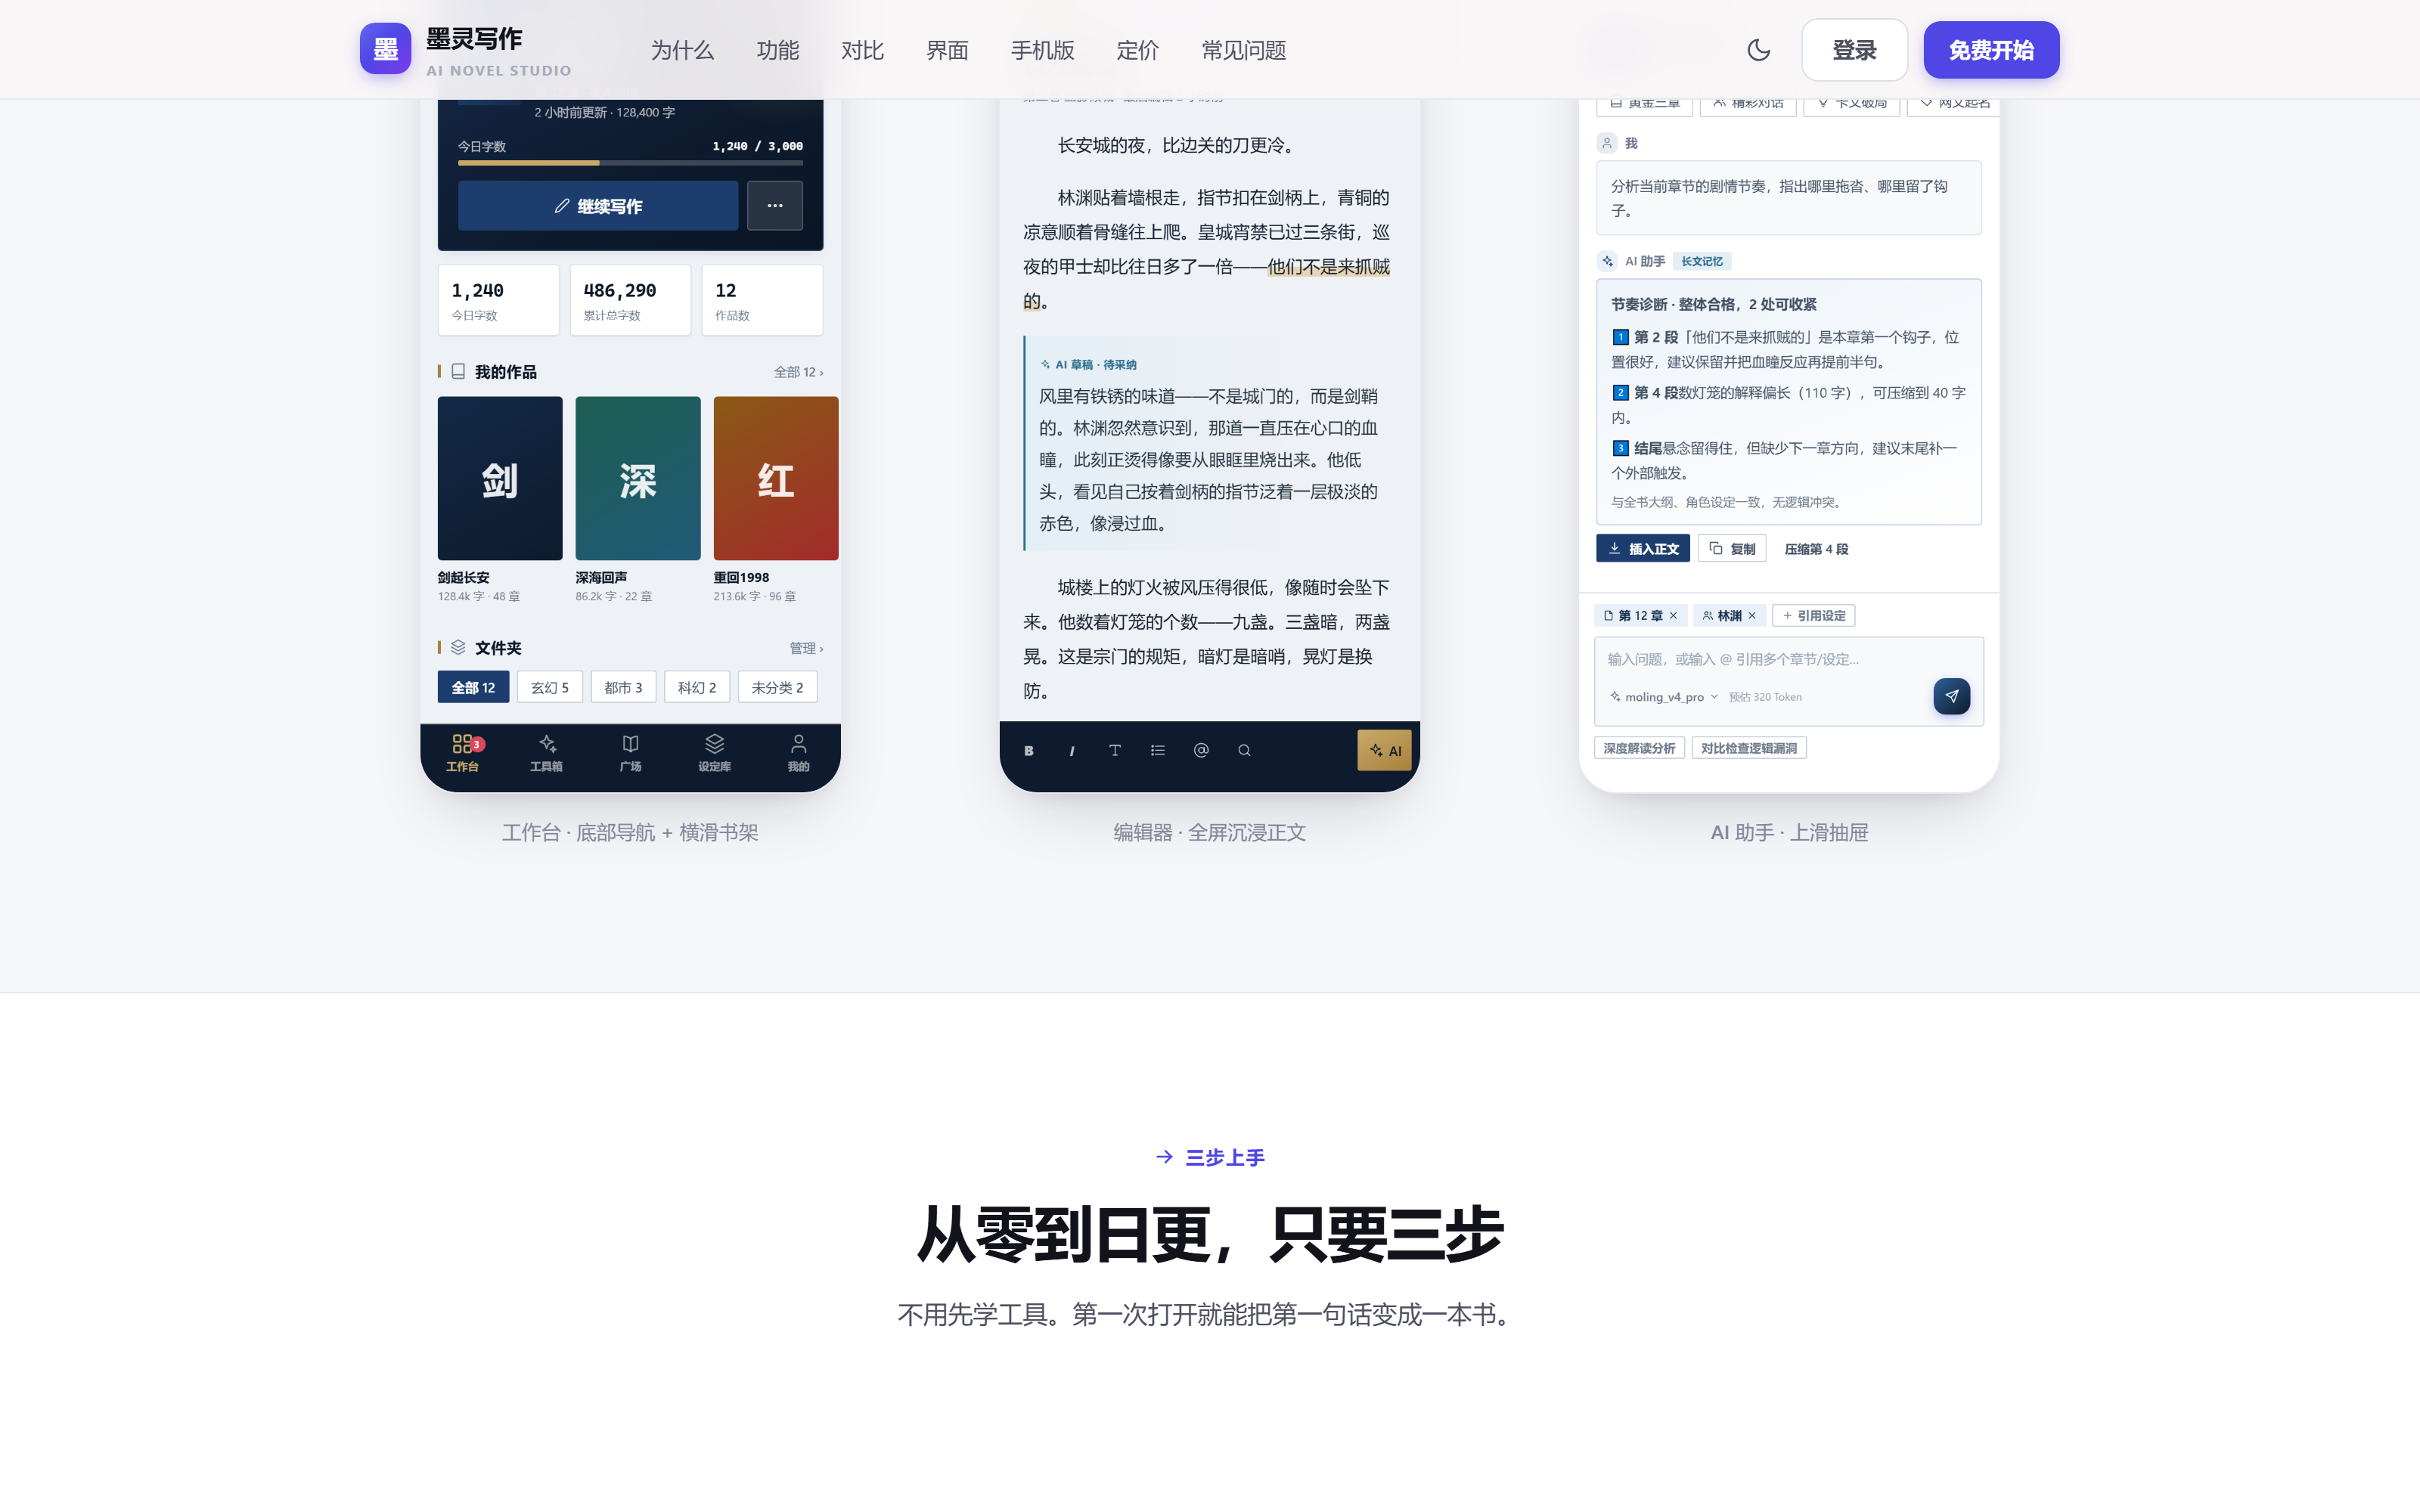 墨 墨灵写作
AI NOVEL STUDIO
为什么 功能 对比 界面 手机版 定价 常见问题
登录 免费开始
2 小时前更新 · 128,400 字
今日字数 1,240 / 3,000
继续写作
1,240
今日字数
486,290
累计总字数
12
作品数
我的作品 全部 12 ›
剑
深
红
剑起长安
128.4k 字 · 48 章
深海回声
86.2k 字 · 22 章
重回1998
213.6k 字 · 96 章
文件夹 管理 ›
全部 12 玄幻 5 都市 3 科幻 2 未分类 2
3
工作台 工具箱 广场 设定库 我的
工作台 · 底部导航 + 横滑书架
长安城的夜，比边关的刀更冷。
林渊贴着墙根走，指节扣在剑柄上，青铜的
凉意顺着骨缝往上爬。皇城宵禁已过三条街，巡
夜的甲士却比往日多了一倍——他们不是来抓贼
的。
AI 草稿 · 待采纳
风里有铁锈的味道——不是城门的，而是剑鞘
的。林渊忽然意识到，那道一直压在心口的血
瞳，此刻正烫得像要从眼眶里烧出来。他低
头，看见自己按着剑柄的指节泛着一层极淡的
赤色，像浸过血。
城楼上的灯火被风压得很低，像随时会坠下
来。他数着灯笼的个数——九盏。三盏暗，两盏
晃。这是宗门的规矩，暗灯是暗哨，晃灯是换
防。
B I T @ AI
编辑器 · 全屏沉浸正文
黄金三章 精彩对话 卡文破局 网文起名
我
分析当前章节的剧情节奏，指出哪里拖沓、哪里留了钩
子。
AI 助手 长文记忆
节奏诊断 · 整体合格，2 处可收紧
1 第 2 段「他们不是来抓贼的」是本章第一个钩子，位
置很好，建议保留并把血瞳反应再提前半句。
2 第 4 段数灯笼的解释偏长（110 字），可压缩到 40 字
内。
3 结尾悬念留得住，但缺少下一章方向，建议末尾补一
个外部触发。
与全书大纲、角色设定一致，无逻辑冲突。
插入正文 复制 压缩第 4 段
第 12 章 × 林渊 × + 引用设定
输入问题，或输入 @ 引用多个章节/设定...
moling_v4_pro 预估 320 Token
深度解读分析 对比检查逻辑漏洞
AI 助手 · 上滑抽屉
→ 三步上手
从零到日更，只要三步
不用先学工具。第一次打开就能把第一句话变成一本书。